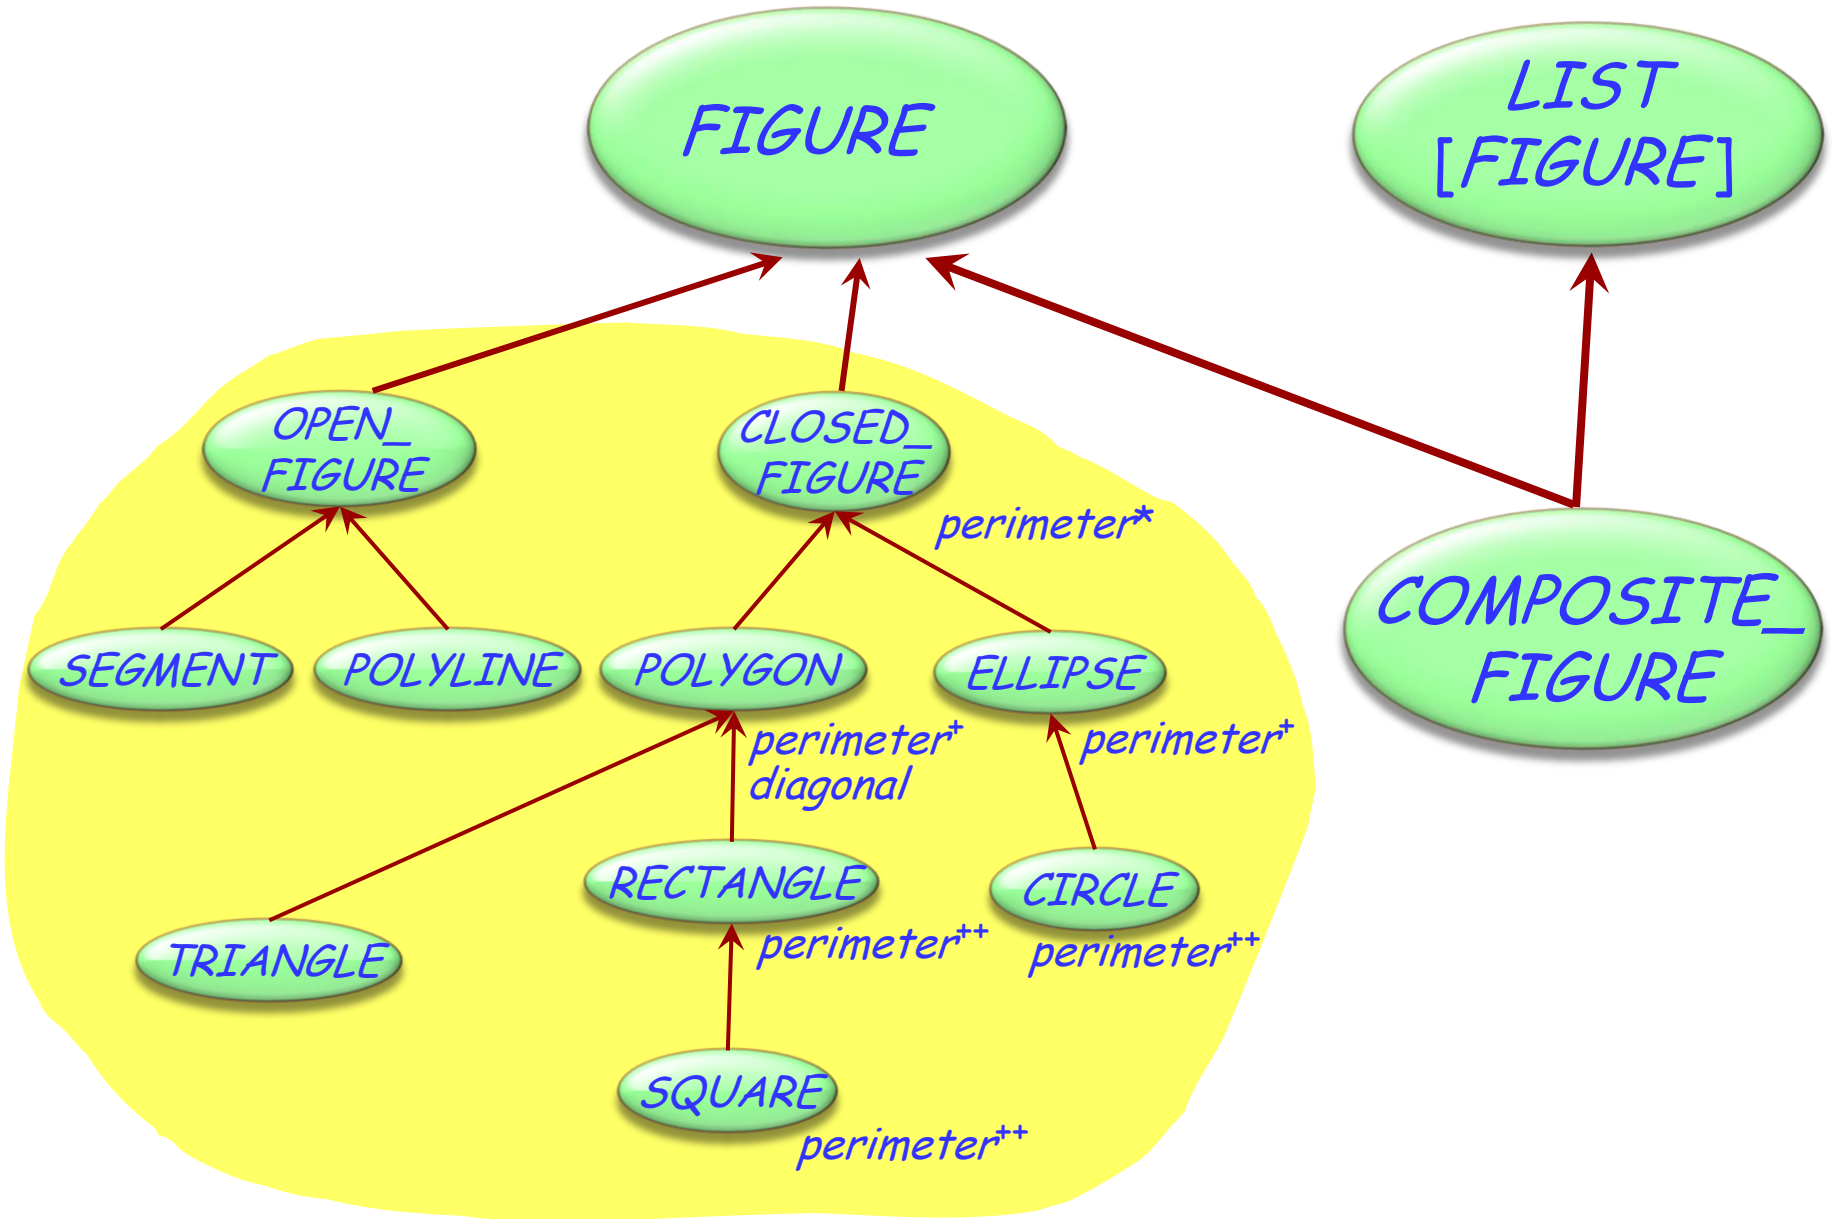 FIGURE
LIST
[FIGURE]
OPEN_
FIGURE
CLOSED_
FIGURE
perimeter*
COMPOSITE_
FIGURE
SEGMENT
POLYLINE
POLYGON
ELLIPSE
perimeter+
diagonal
perimeter+
RECTANGLE
CIRCLE
perimeter++
perimeter++
TRIANGLE
SQUARE
perimeter++